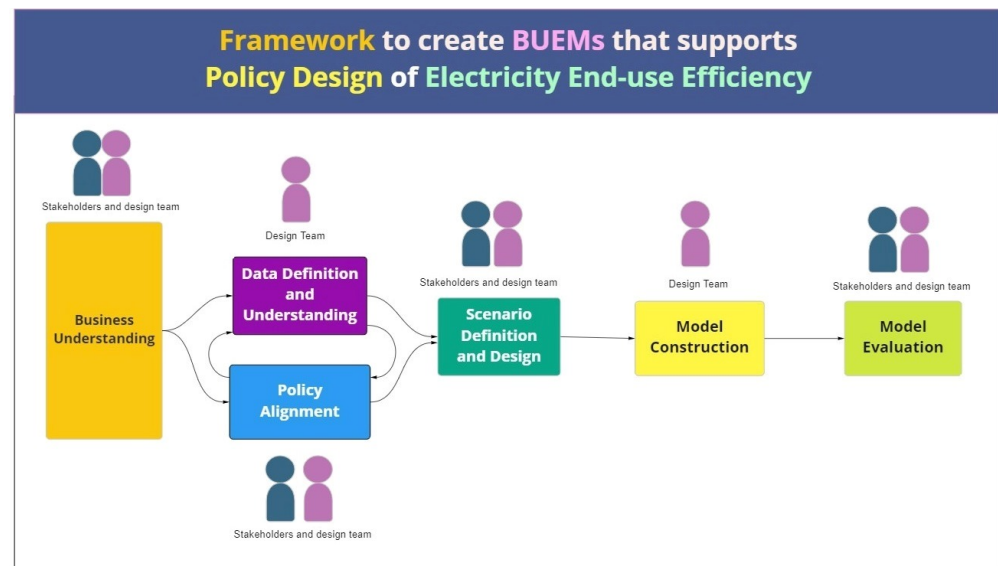 Framework to create BUEMs that supports
Policy Design of Electricity End-use Efficiency
Stakeholders and design team
Business
Understanding
Design Team
Data Definition
and
Understanding
Policy
Alignment
Stakeholders and design team
Stakeholders and design team
Scenario
Definition
and Design
Design Team
Model
Construction
Stakeholders and design team
Model
Evaluation